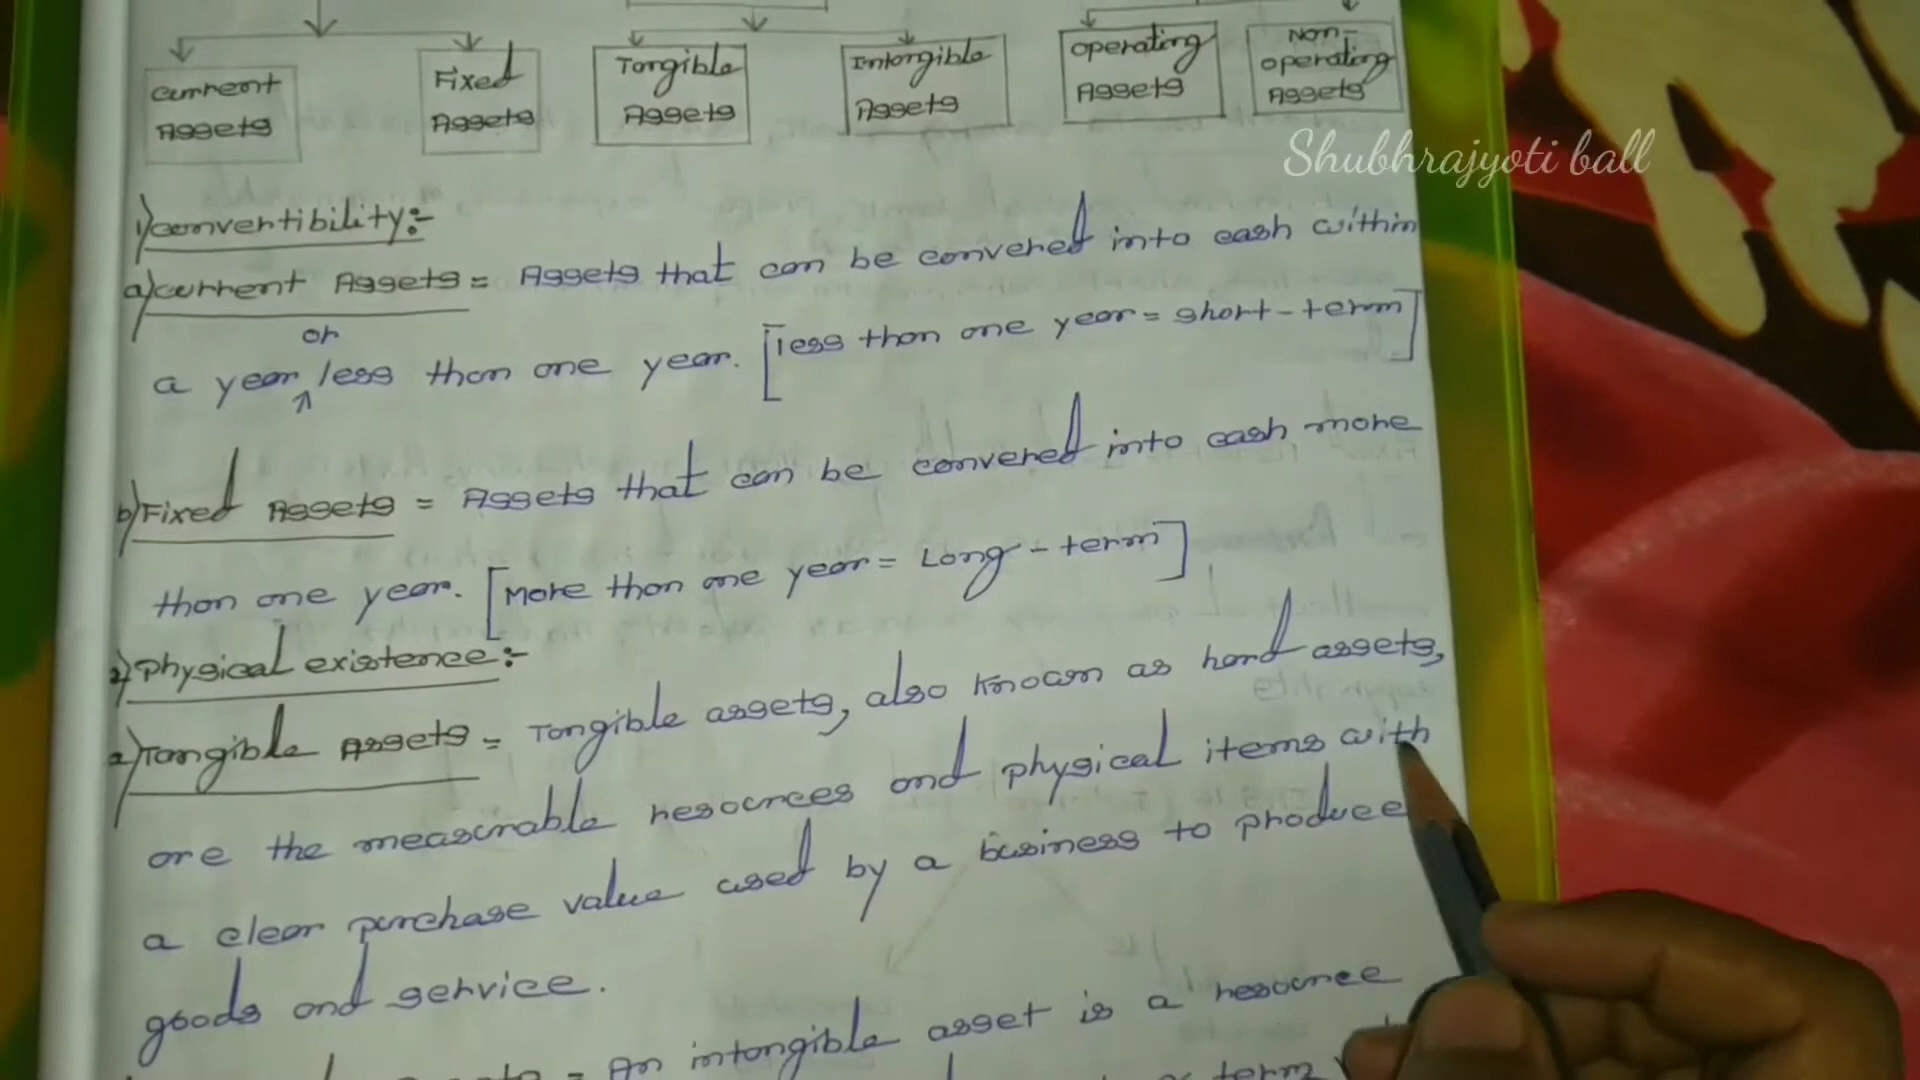 Current Assets
Fixed Assets
Tangible Assets
Intangible Assets
Operating Assets
Non-operating Assets
Shubhrajyoti ball
1) Convertibility:-
a) Current Assets = Assets that can be convered into cash within
or
a year less than one year. [less than one year = short-term]
b) Fixed Assets = Assets that can be convered into cash more
than one year. [More than one year = Long-term]
2) Physical existence:-
a) Tangible Assets = Tangible assets, also known as hard assets,
are the measurable resources and physical items with
a clear purchase value used by a business to produce
goods and service.
= An intangible asset is a resource
term